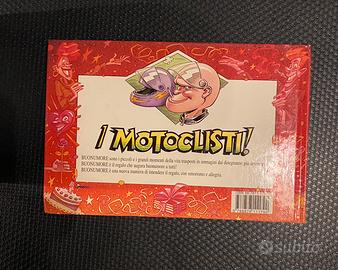 ¡ MOTOCLISTI!
BUONUMORE sono i piccoli e i grandi momenti della vita trasposti in immagini dai disegnatori più
BUONUMORE è il regalo che augura buonumore a tutti!
BUONUMORE è una nuova maniera di intendere il regalo, con umorismo e allegria.
subito